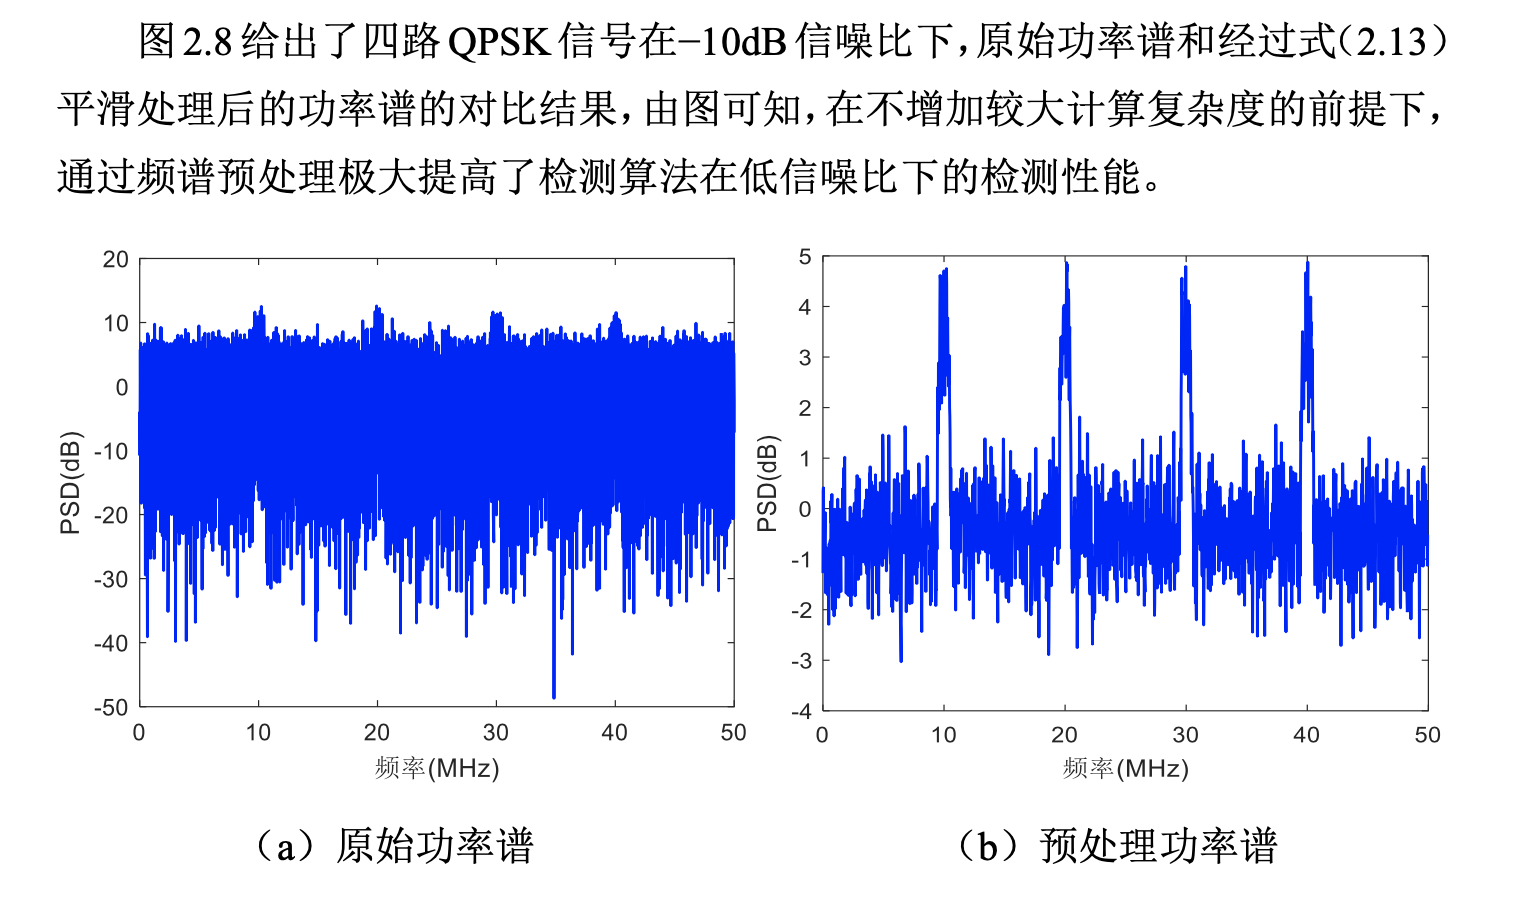 图2.8给出了四路QPSK信号在−10dB信噪比下，原始功率谱和经过式（2.13）
平滑处理后的功率谱的对比结果，由图可知，在不增加较大计算复杂度的前提下，
通过频谱预处理极大提高了检测算法在低信噪比下的检测性能。
20
10
0
-10
-20
-30
-40
-50
PSD(dB)
0 10 20 30 40 50
频率(MHz)
（a）原始功率谱
5
4
3
2
1
0
-1
-2
-3
-4
PSD(dB)
0 10 20 30 40 50
频率(MHz)
（b）预处理功率谱